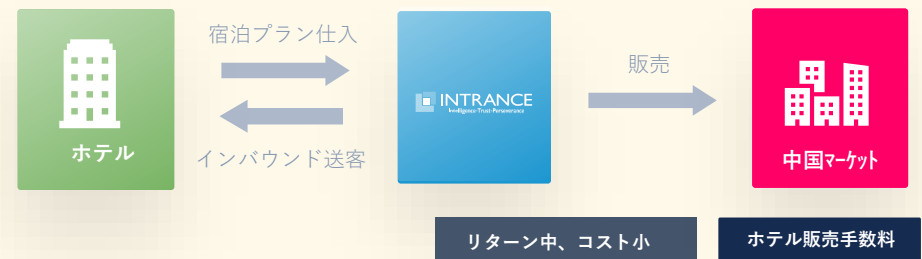 宿泊プラン仕入
販売
INTRANCE
Intelligence-Trust-Perseverance
ホテル
インバウンド送客
中国ﾏｰｹｯﾄ
リターン中、コスト小
ホテル販売手数料